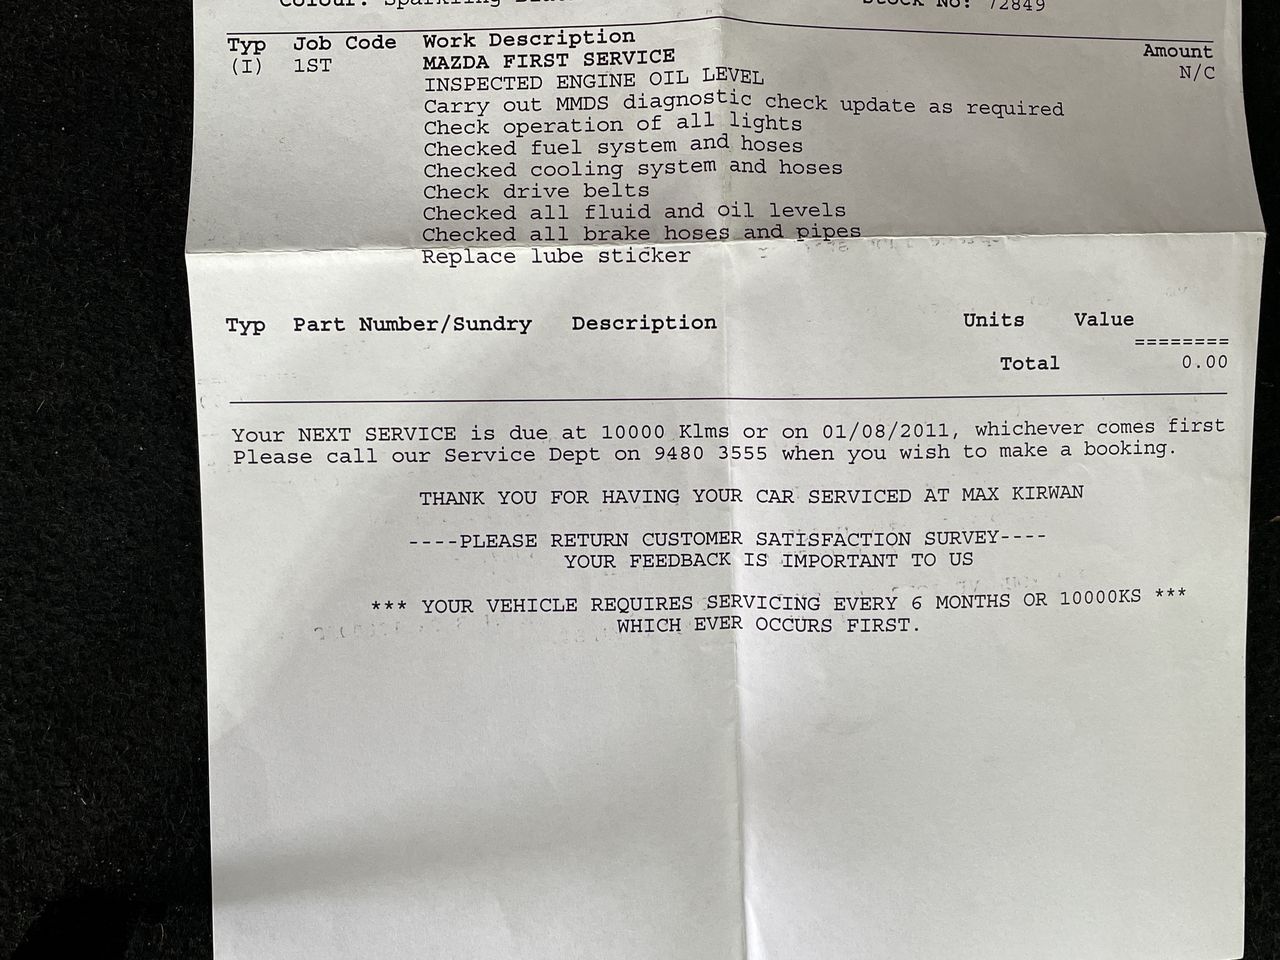 Colour: Sparkling Stock No: 72849
Typ Job Code Work Description Amount
(I) 1ST MAZDA FIRST SERVICE N/C
INSPECTED ENGINE OIL LEVEL
Carry out MMDS diagnostic check update as required
Check operation of all lights
Checked fuel system and hoses
Checked cooling system and hoses
Check drive belts
Checked all fluid and oil levels
Checked all brake hoses and pipes
Replace lube sticker
Typ Part Number/Sundry Description Units Value
========
Total 0.00
Your NEXT SERVICE is due at 10000 Klms or on 01/08/2011, whichever comes first
Please call our Service Dept on 9480 3555 when you wish to make a booking.
THANK YOU FOR HAVING YOUR CAR SERVICED AT MAX KIRWAN
----PLEASE RETURN CUSTOMER SATISFACTION SURVEY----
YOUR FEEDBACK IS IMPORTANT TO US
*** YOUR VEHICLE REQUIRES SERVICING EVERY 6 MONTHS OR 10000KS ***
WHICH EVER OCCURS FIRST.